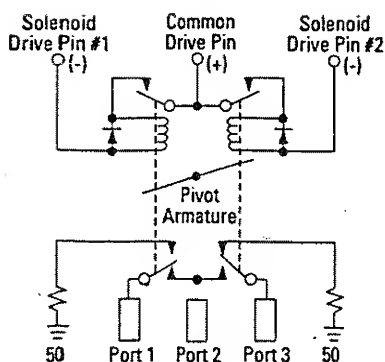 Solenoid Drive Pin #1
(-)
Common Drive Pin
(+)
Solenoid Drive Pin #2
(-)
Pivot
Armature
50
Port 1
Port 2
Port 3
50